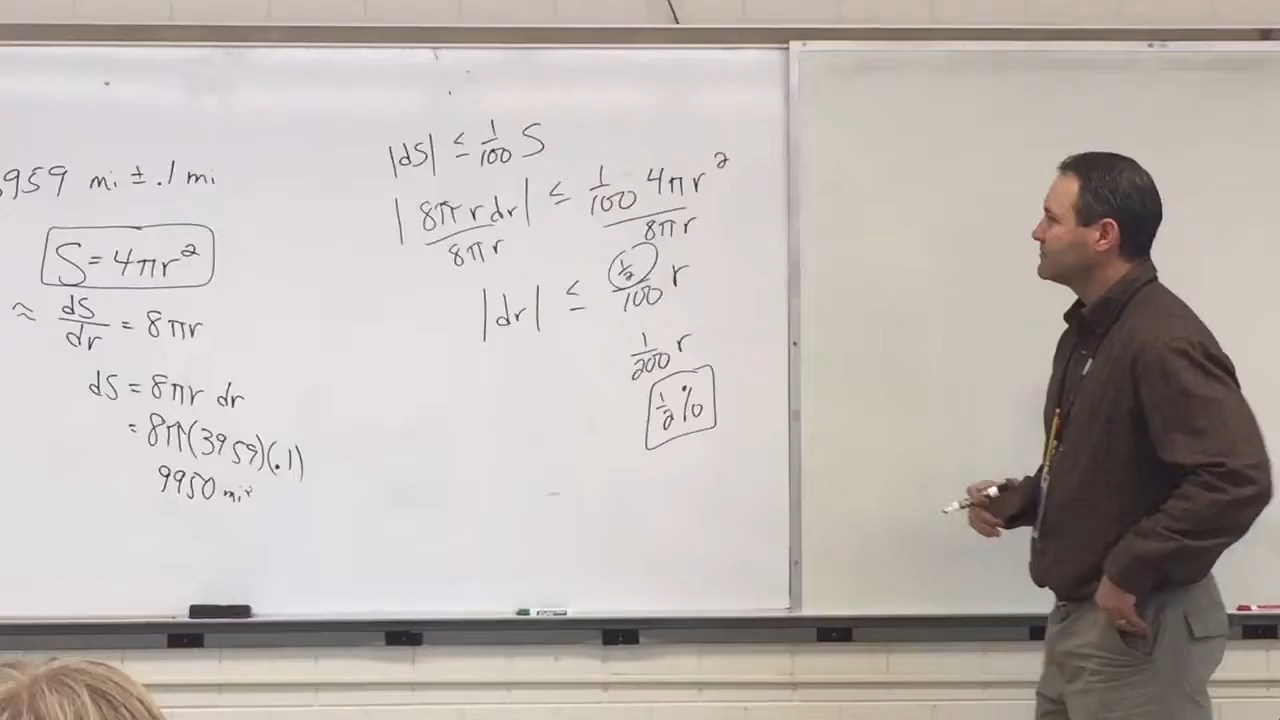 959 mi ± .1 mi
S = 4πr²
≈ dS/dr = 8πr
dS = 8πr dr
= 8π(3959)(.1)
9950 mi²
|dS| ≤ 1/100 S
|8πr dr|/8πr ≤ 1/100 4πr²/8πr
|dr| ≤ ½/100 r
1/200 r
½%